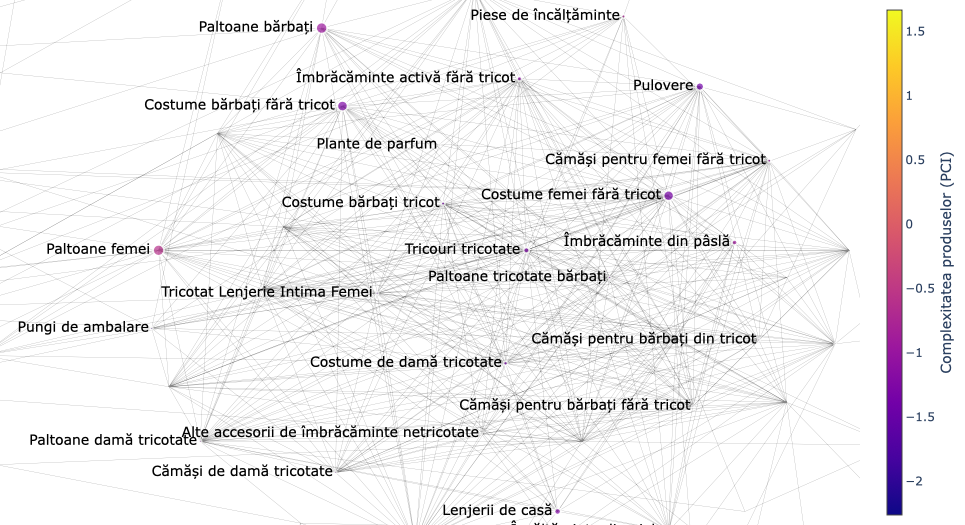 Piese de încălțăminte
Paltoane bărbați
Îmbrăcăminte activă fără tricot
Pulovere
Costume bărbați fără tricot
Plante de parfum
Cămăși pentru femei fără tricot
Costume femei fără tricot
Costume bărbați tricot
Îmbrăcăminte din pâslă
Paltoane femei
Tricouri tricotate
Paltoane tricotate bărbați
Tricotat Lenjerie Intima Femei
Pungi de ambalare
Cămăși pentru bărbați din tricot
Costume de damă tricotate
Cămăși pentru bărbați fără tricot
Alte accesorii de îmbrăcăminte netricotate
Paltoane damă tricotate
Cămăși de damă tricotate
Lenjerii de casă
1.5
1
0.5
0
−0.5
−1
−1.5
−2
Complexitatea produselor (PCI)